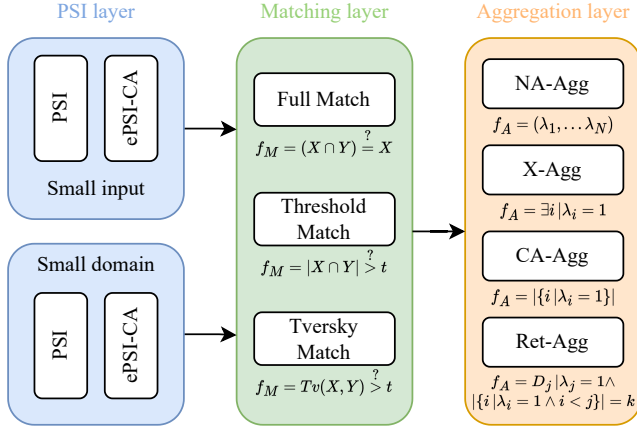 PSI layer
PSI
ePSI-CA
Small input
Small domain
PSI
ePSI-CA
Matching layer
Full Match
f_M = (X ∩ Y) ≟ X
Threshold
Match
f_M = |X ∩ Y| >? t
Tversky
Match
f_M = Tv(X, Y) >? t
Aggregation layer
NA-Agg
f_A = (λ_1, … λ_N)
X-Agg
f_A = ∃i |λ_i = 1
CA-Agg
f_A = |{i |λ_i = 1}|
Ret-Agg
f_A = D_j |λ_j = 1∧
|{i |λ_i = 1 ∧ i < j}| = k